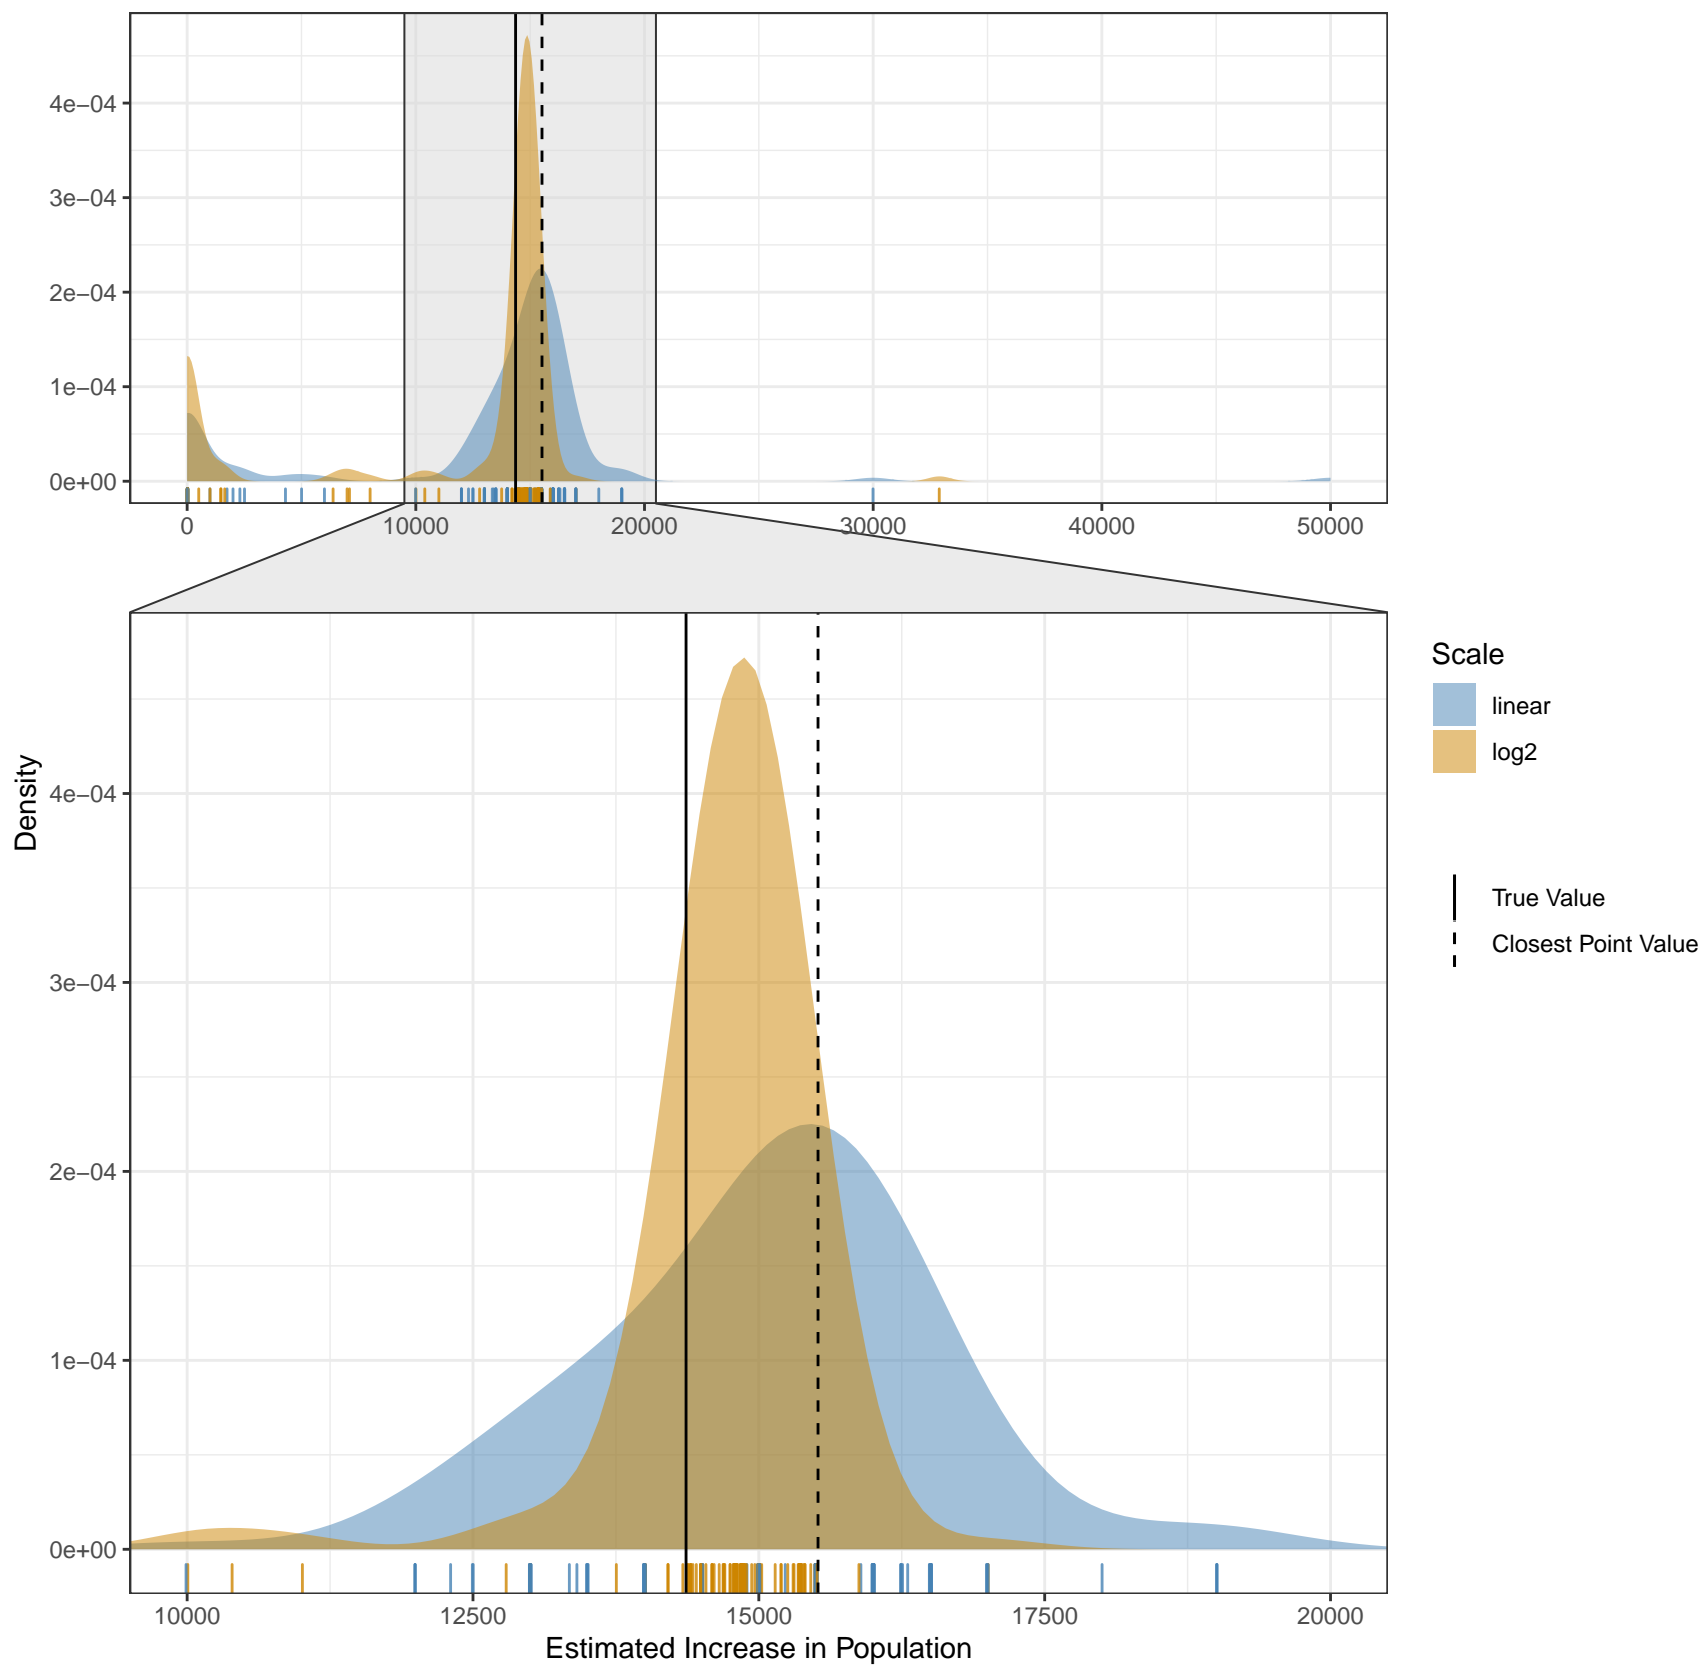 4e−04
3e−04
2e−04
1e−04
0e+00
0 10000 20000 30000 40000 50000
Scale
linear
log2
True Value
Closest Point Value
Density
4e−04
3e−04
2e−04
1e−04
0e+00
10000 12500 15000 17500 20000
Estimated Increase in Population